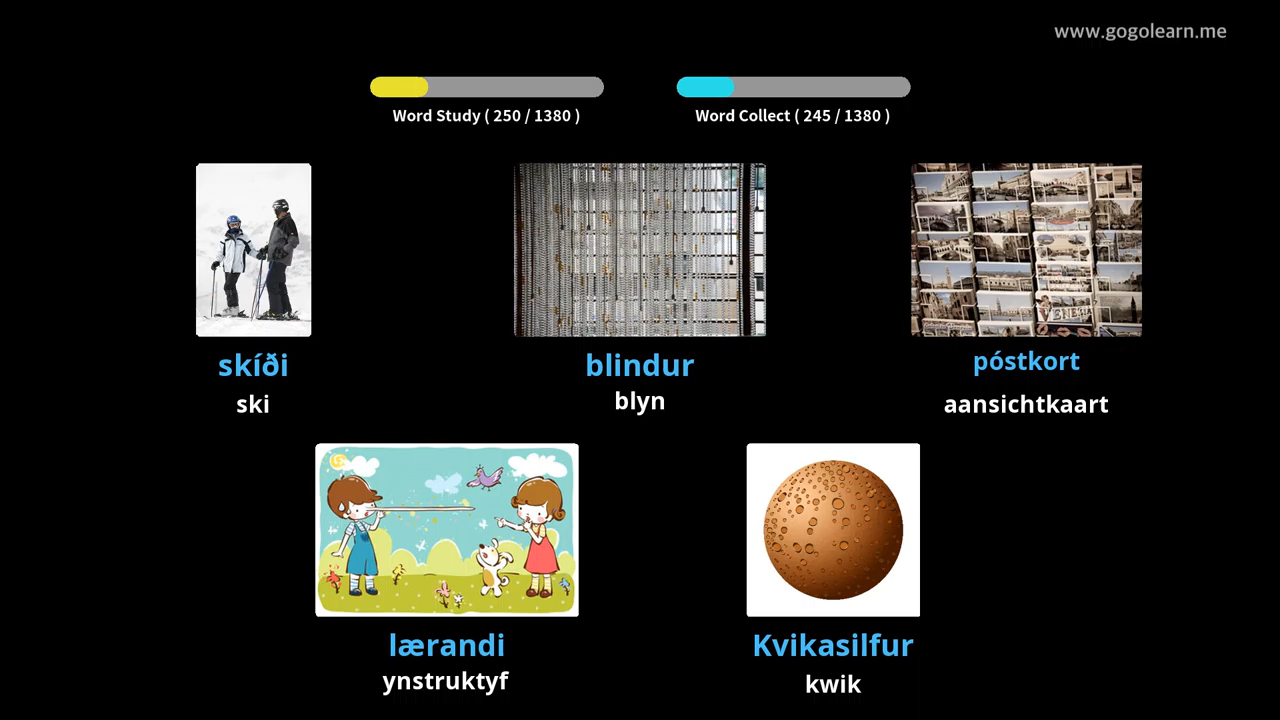 www.gogolearn.me
Word Study ( 250 / 1380 )
Word Collect ( 245 / 1380 )
VENEZIA
skíði
blindur
póstkort
ski
blyn
aansichtkaart
lærandi
Kvikasilfur
ynstruktyf
kwik